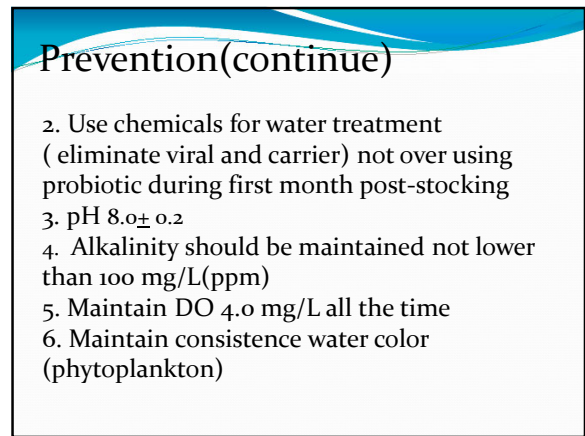 Prevention(continue)
2. Use chemicals for water treatment
( eliminate viral and carrier) not over using
probiotic during first month post-stocking
3. pH 8.0± 0.2
4.  Alkalinity should be maintained not lower
than 100 mg/L(ppm)
5. Maintain DO 4.0 mg/L all the time
6. Maintain consistence water color
(phytoplankton)